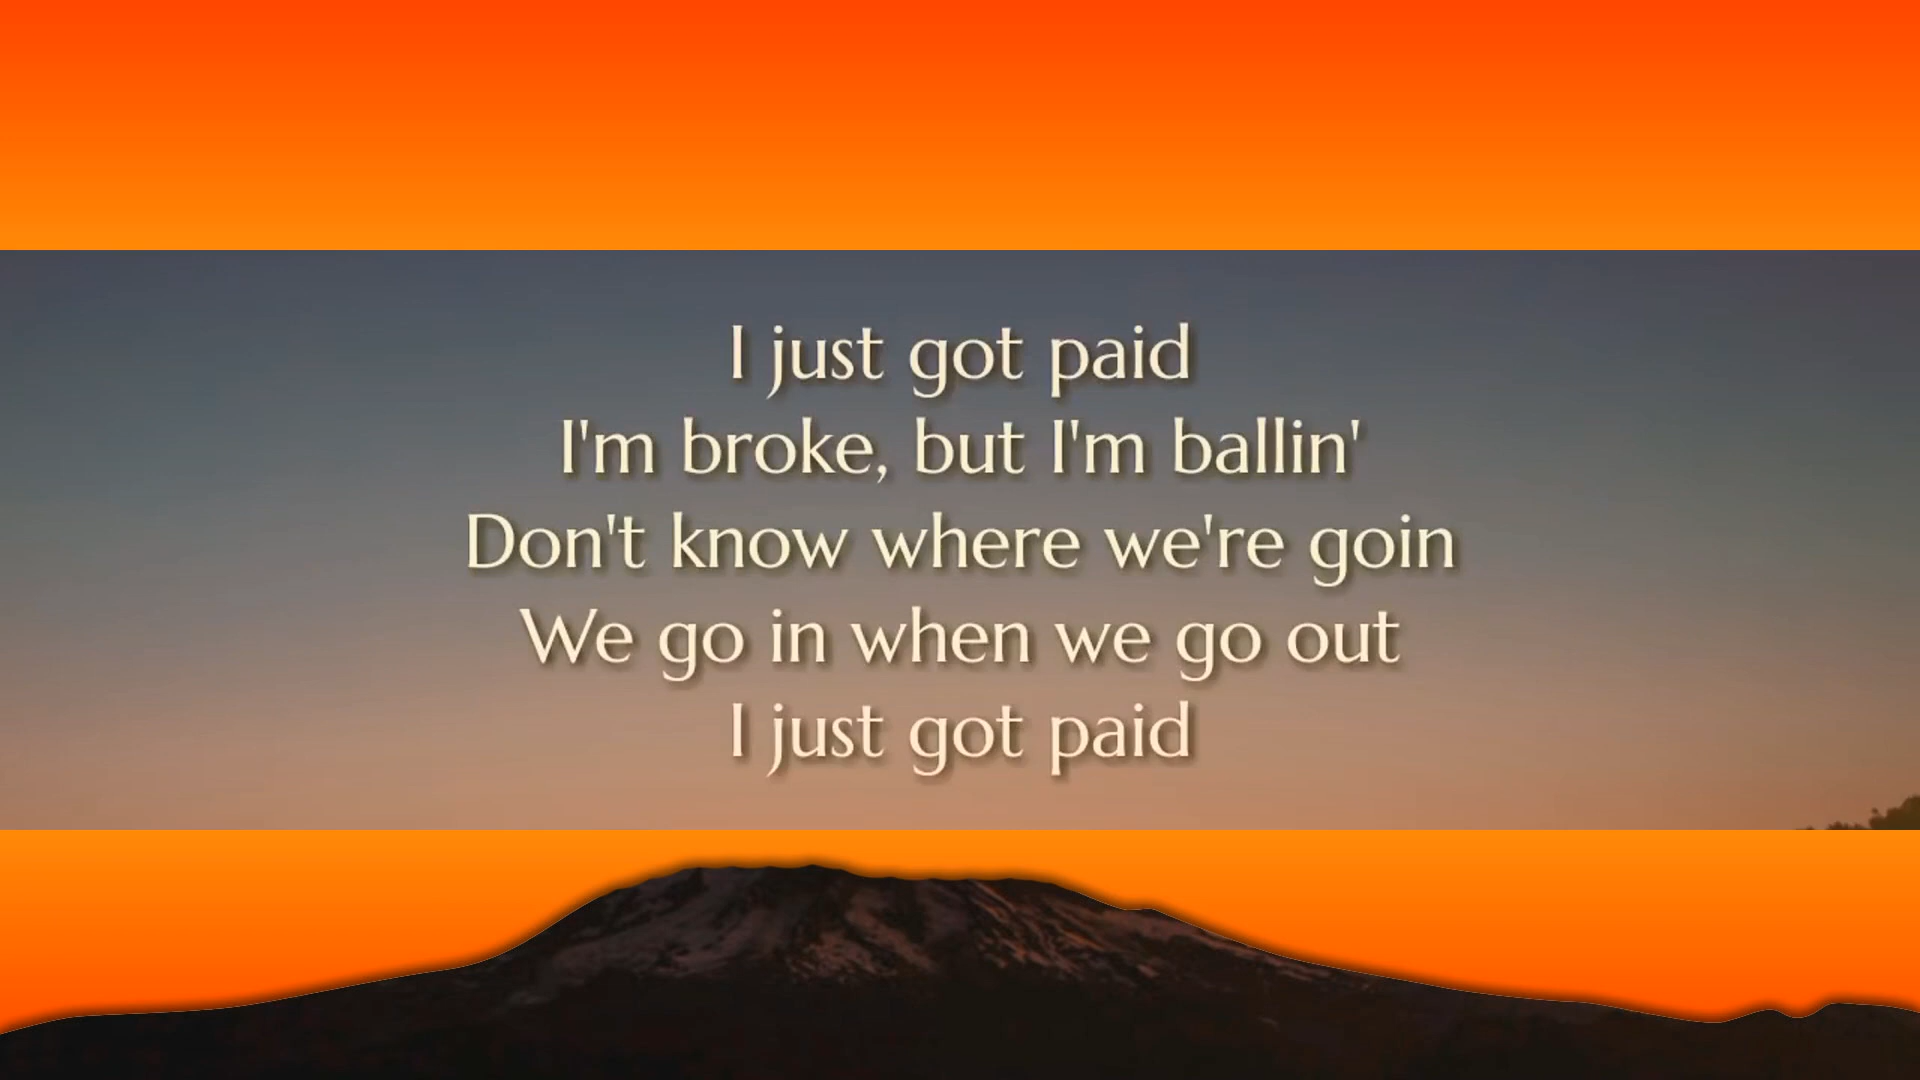 I just got paid
I'm broke, but I'm ballin'
Don't know where we're goin
We go in when we go out
I just got paid